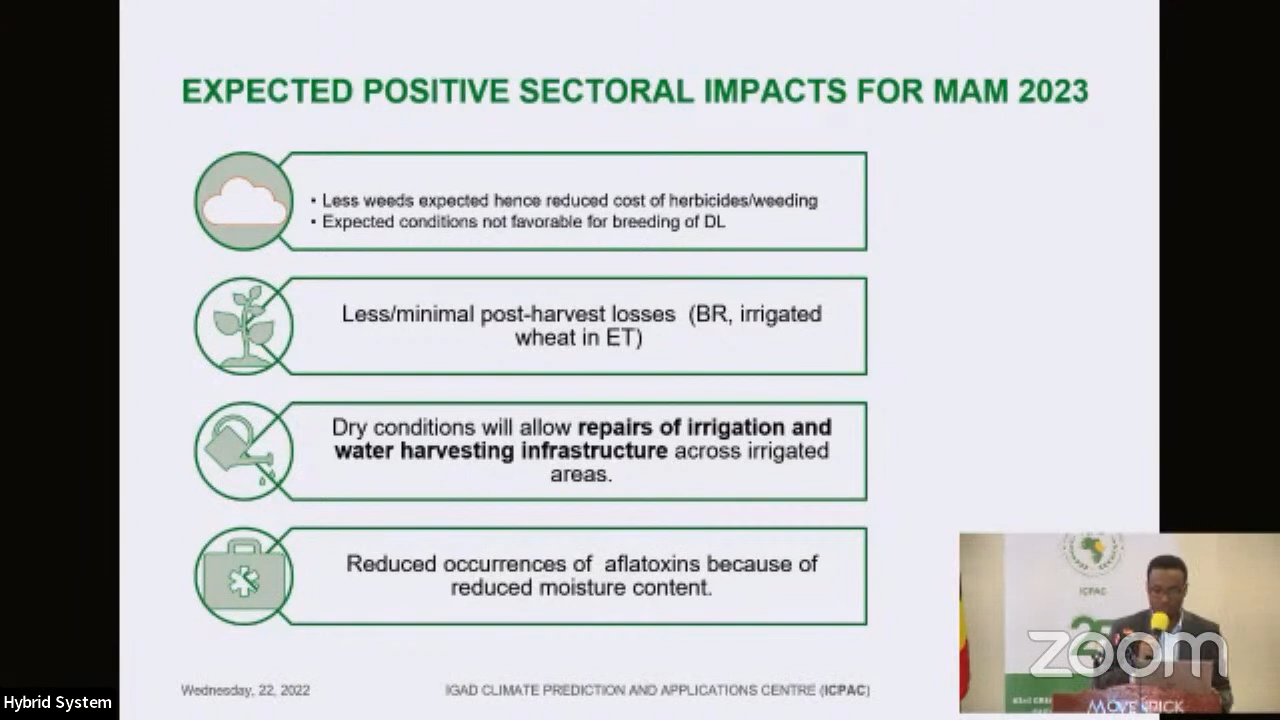 EXPECTED POSITIVE SECTORAL IMPACTS FOR MAM 2023
• Less weeds expected hence reduced cost of herbicides/weeding
• Expected conditions not favorable for breeding of DL
Less/minimal post-harvest losses (BR, irrigated
wheat in ET)
Dry conditions will allow repairs of irrigation and
water harvesting infrastructure across irrigated
areas.
Reduced occurrences of aflatoxins because of
reduced moisture content.
Wednesday, 22, 2022
IGAD CLIMATE PREDICTION AND APPLICATIONS CENTRE (ICPAC)
Hybrid System
ICPAC
zoom
MÖVENPICK